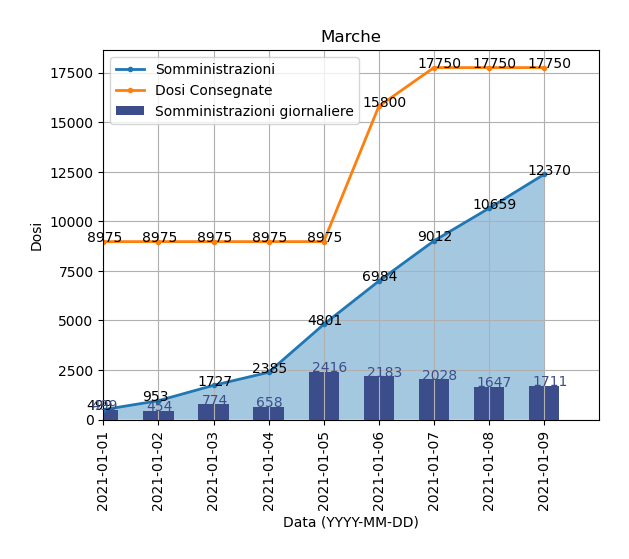 Marche
Somministrazioni
Dosi Consegnate
Somministrazioni giornaliere
Dosi
17500
15000
12500
10000
7500
5000
2500
0
8975 8975 8975 8975 8975 15800 17750 17750 17750
499 953 1727 2385 4801 6984 9012 10659 12370
454 774 658 2416 2183 2028 1647 1711
2021-01-01
2021-01-02
2021-01-03
2021-01-04
2021-01-05
2021-01-06
2021-01-07
2021-01-08
2021-01-09
Data (YYYY-MM-DD)